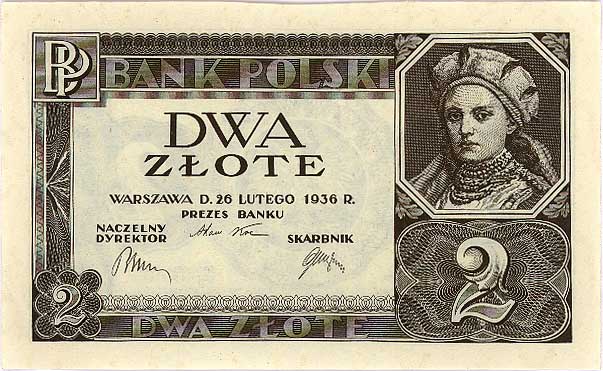 BP BANK POLSKI
DWA
ZŁOTE
WARSZAWA D. 26 LUTEGO 1936 R.
PREZES BANKU
NACZELNY
DYREKTOR
SKARBNIK
2
2
DWA ZŁOTE